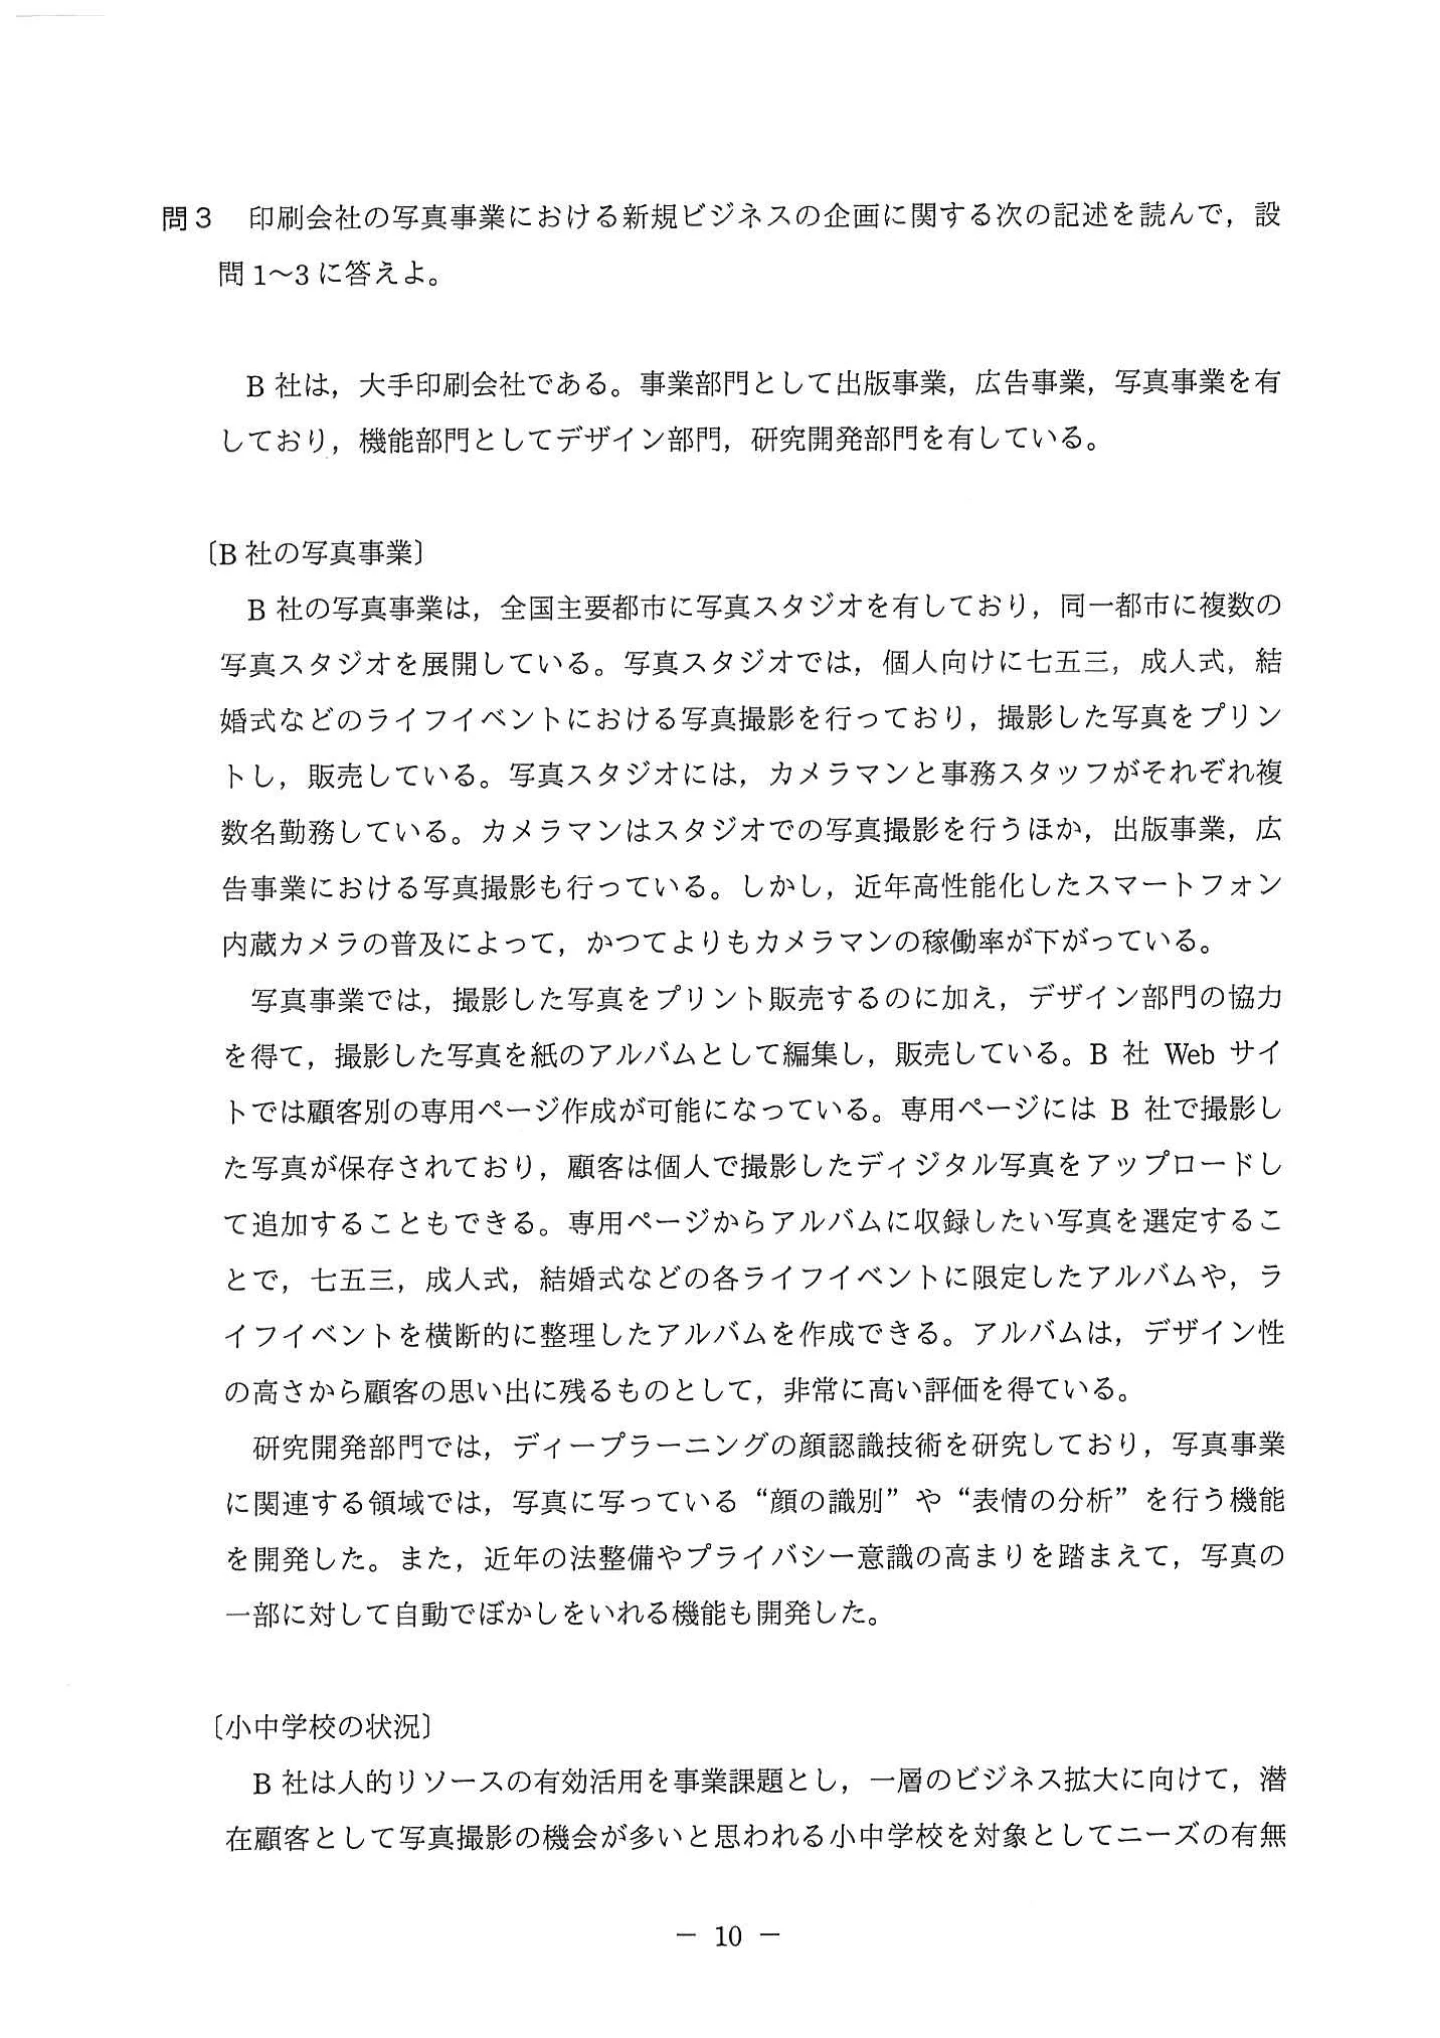 問3　印刷会社の写真事業における新規ビジネスの企画に関する次の記述を読んで，設
問1～3に答えよ。
B 社は，大手印刷会社である。事業部門として出版事業，広告事業，写真事業を有
しており，機能部門としてデザイン部門，研究開発部門を有している。
〔B 社の写真事業〕
B 社の写真事業は，全国主要都市に写真スタジオを有しており，同一都市に複数の
写真スタジオを展開している。写真スタジオでは，個人向けに七五三，成人式，結
婚式などのライフイベントにおける写真撮影を行っており，撮影した写真をプリン
トし，販売している。写真スタジオには，カメラマンと事務スタッフがそれぞれ複
数名勤務している。カメラマンはスタジオでの写真撮影を行うほか，出版事業，広
告事業における写真撮影も行っている。しかし，近年高性能化したスマートフォン
内蔵カメラの普及によって，かつてよりもカメラマンの稼働率が下がっている。
写真事業では，撮影した写真をプリント販売するのに加え，デザイン部門の協力
を得て，撮影した写真を紙のアルバムとして編集し，販売している。B 社 Web サイ
トでは顧客別の専用ページ作成が可能になっている。専用ページには B 社で撮影し
た写真が保存されており，顧客は個人で撮影したディジタル写真をアップロードし
て追加することもできる。専用ページからアルバムに収録したい写真を選定するこ
とで，七五三，成人式，結婚式などの各ライフイベントに限定したアルバムや，ラ
イフイベントを横断的に整理したアルバムを作成できる。アルバムは，デザイン性
の高さから顧客の思い出に残るものとして，非常に高い評価を得ている。
研究開発部門では，ディープラーニングの顔認識技術を研究しており，写真事業
に関連する領域では，写真に写っている“顔の識別”や“表情の分析”を行う機能
を開発した。また，近年の法整備やプライバシー意識の高まりを踏まえて，写真の
一部に対して自動でぼかしをいれる機能も開発した。
〔小中学校の状況〕
B 社は人的リソースの有効活用を事業課題とし，一層のビジネス拡大に向けて，潜
在顧客として写真撮影の機会が多いと思われる小中学校を対象としてニーズの有無
－ 10 －